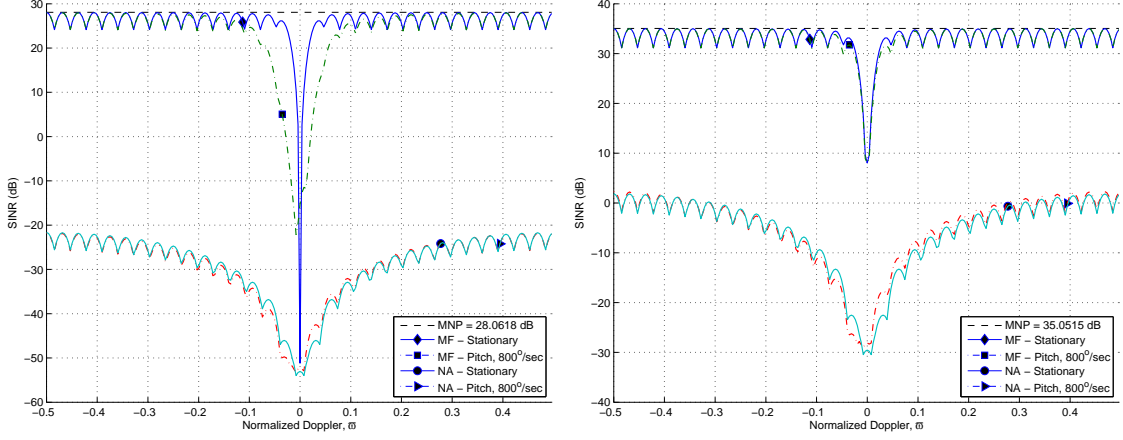 30
20
10
0
−10
−20
−30
−40
−50
−60
SINR (dB)
−0.5 −0.4 −0.3 −0.2 −0.1 0 0.1 0.2 0.3 0.4
Normalized Doppler, ϖ
MNP = 28.0618 dB
MF − Stationary
MF − Pitch, 800°/sec
NA − Stationary
NA − Pitch, 800°/sec
40
30
20
10
0
−10
−20
−30
−40
SINR (dB)
−0.5 −0.4 −0.3 −0.2 −0.1 0 0.1 0.2 0.3 0.4
Normalized Doppler, ϖ
MNP = 35.0515 dB
MF − Stationary
MF − Pitch, 800°/sec
NA − Stationary
NA − Pitch, 800°/sec